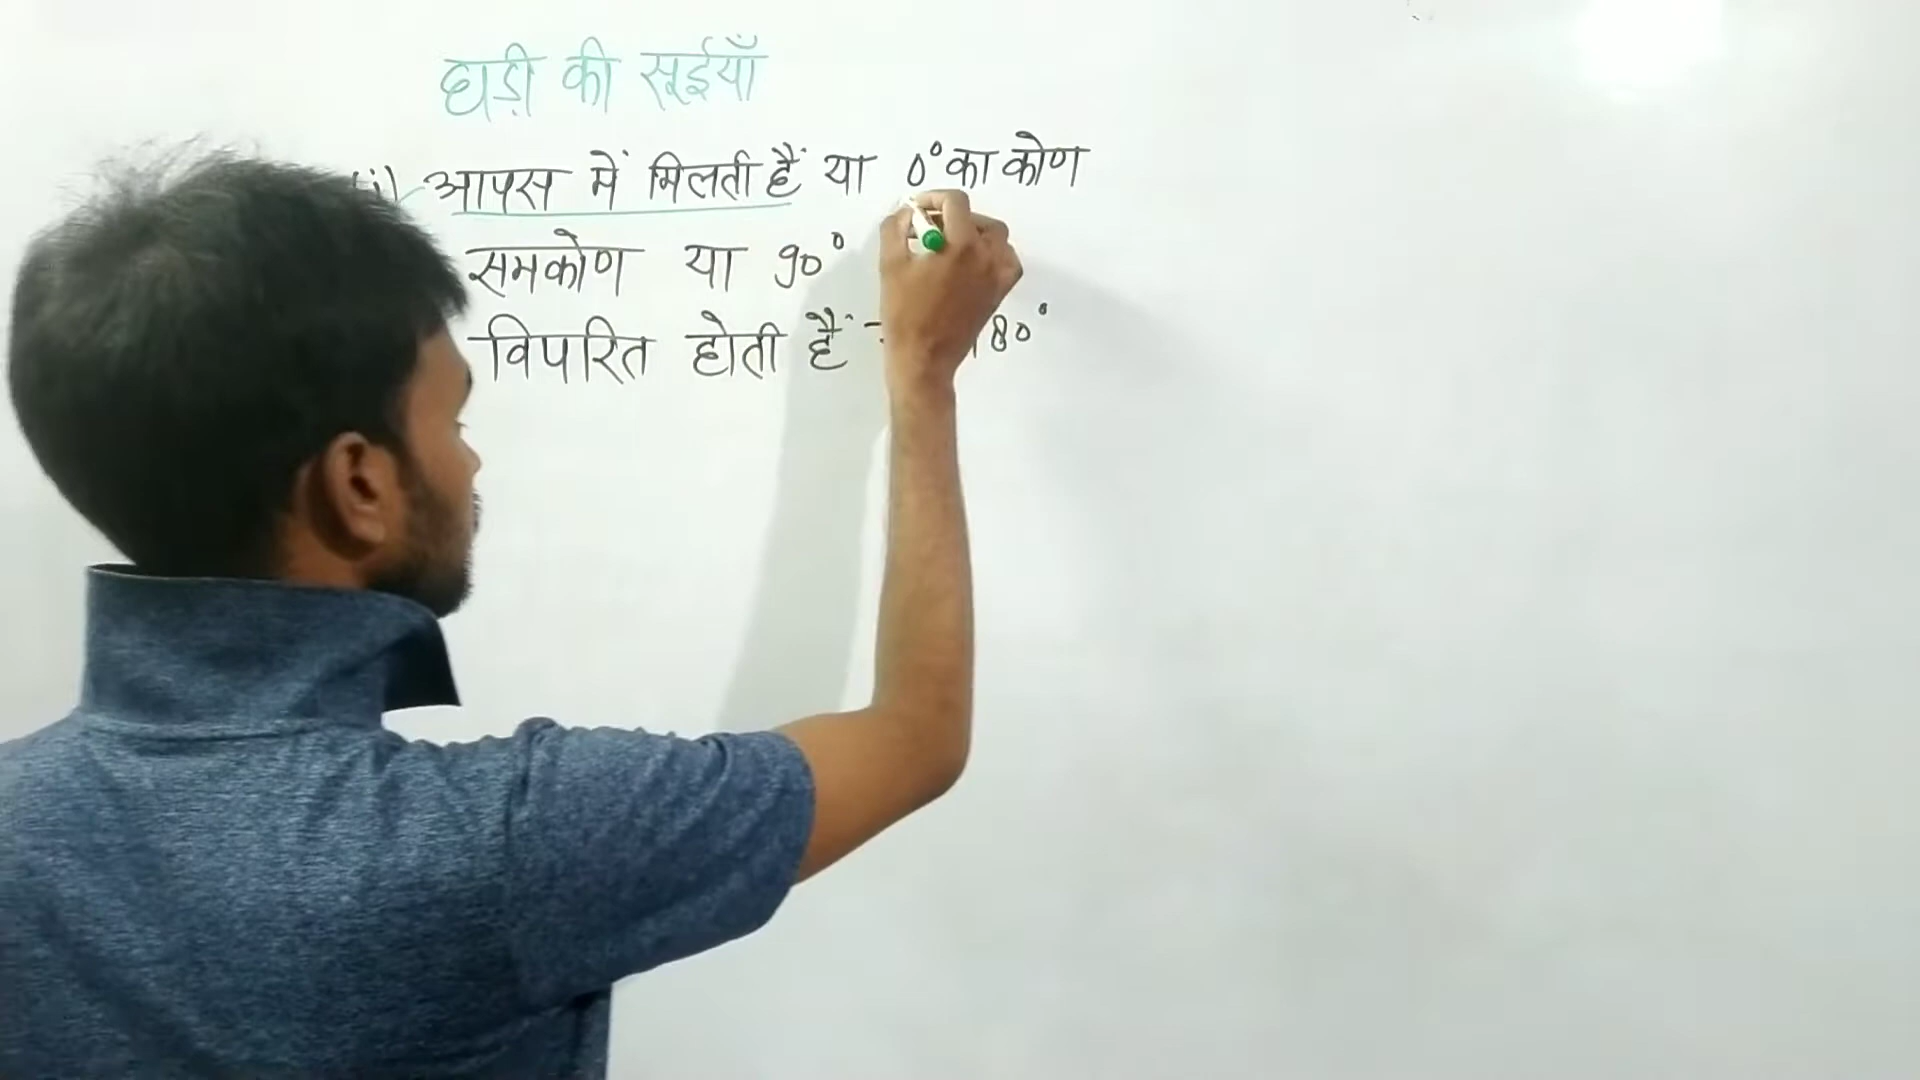 घड़ी की सूईयाँ
i) आपस में मिलती हैं या 0° का कोण
समकोण या 90°
विपरित होती हैं 180°